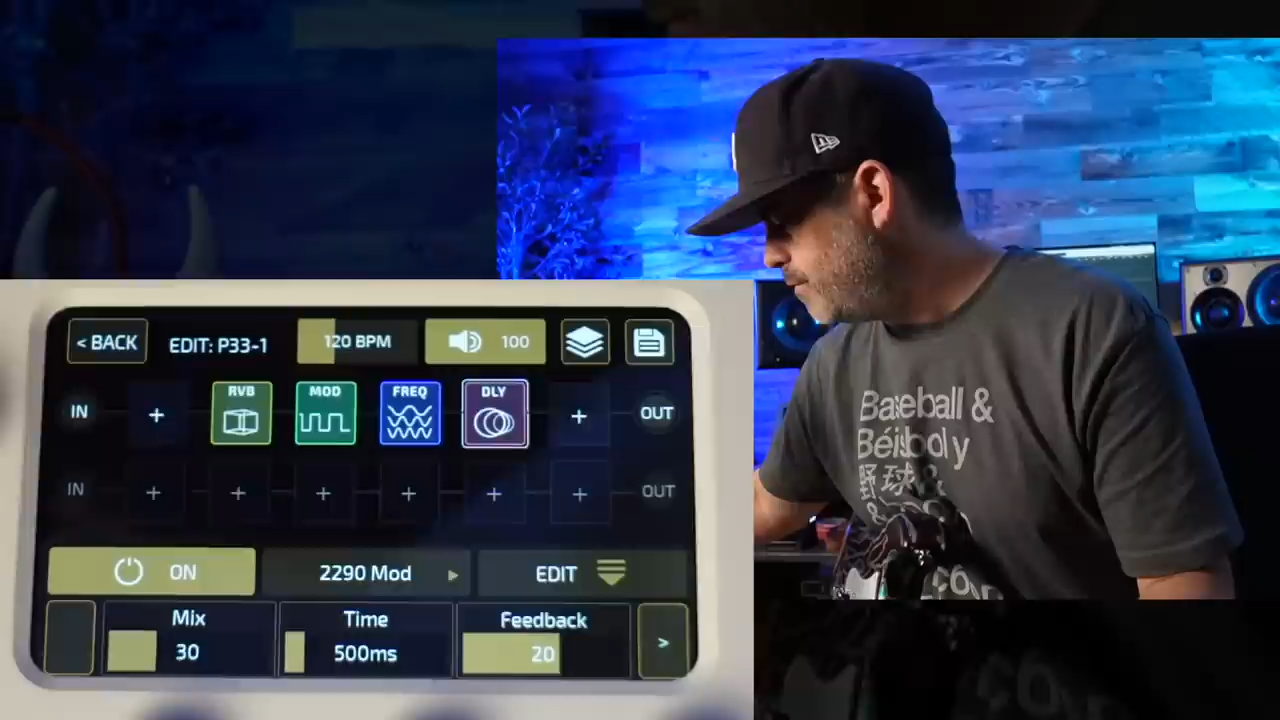 < BACK
EDIT: P33-1
120 BPM
100
IN
+
RVB
MOD
FREQ
DLY
+
OUT
IN
+
+
+
+
+
+
OUT
ON
2290 Mod
EDIT
Mix
30
Time
500ms
Feedback
20
>
Baseball &
Béisbol y
野球 &